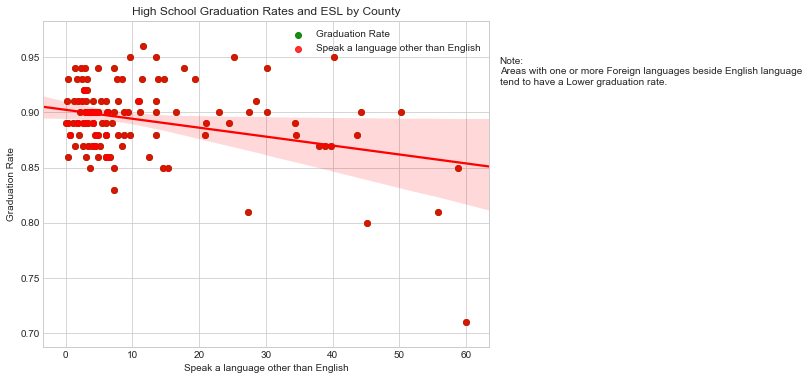 High School Graduation Rates and ESL by County
Graduation Rate
Speak a language other than English
Note:
Areas with one or more Foreign languages beside English language
tend to have a Lower graduation rate.
0.95
0.90
0.85
0.80
0.75
0.70
Graduation Rate
0 10 20 30 40 50 60
Speak a language other than English